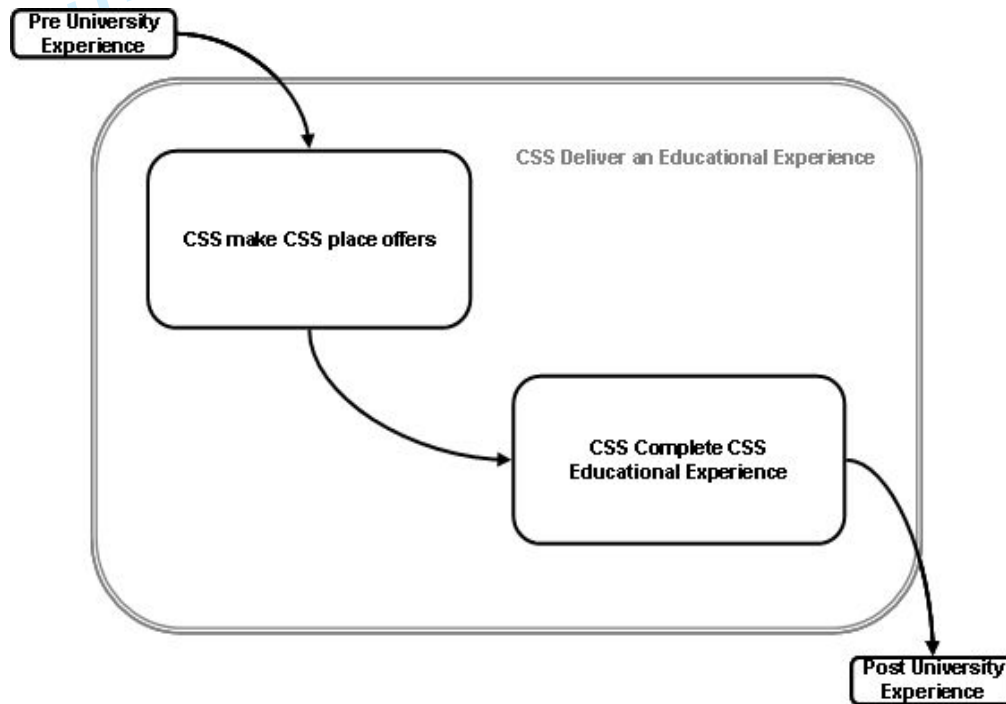 Pre University
Experience
CSS Deliver an Educational Experience
CSS make CSS place offers
CSS Complete CSS
Educational Experience
Post University
Experience